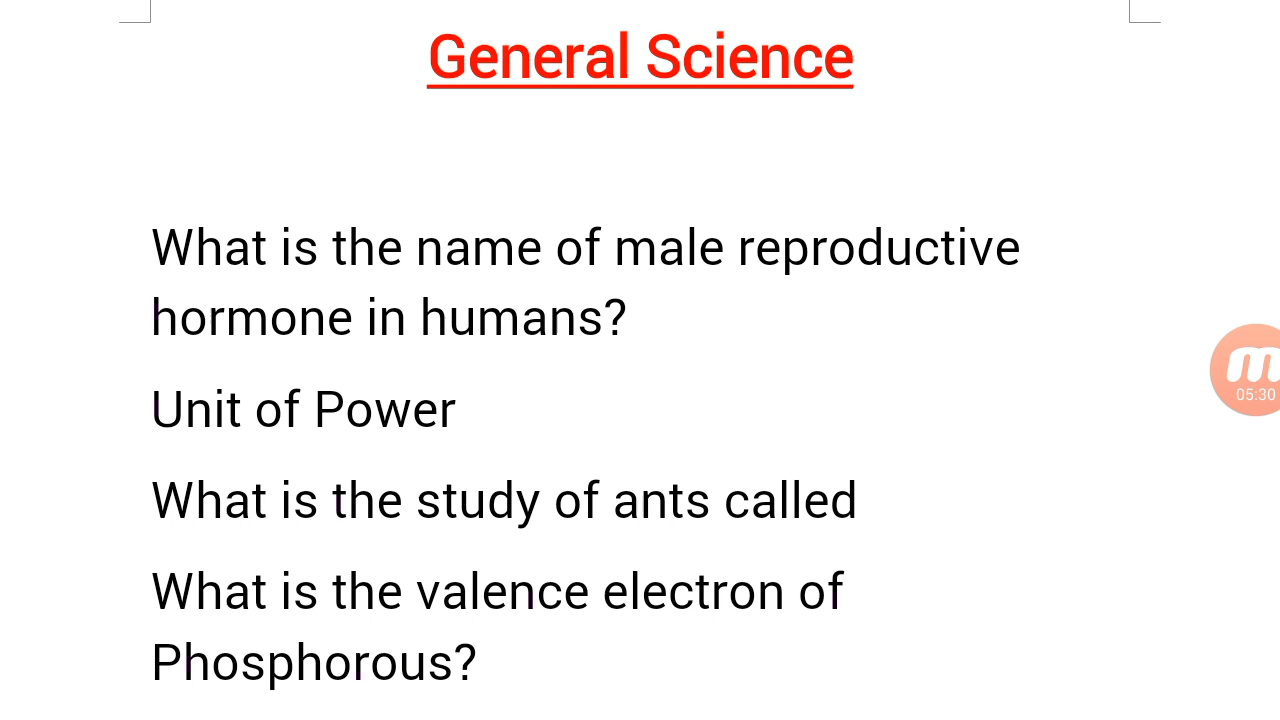 General Science
What is the name of male reproductive
hormone in humans?
05:30
Unit of Power
What is the study of ants called
What is the valence electron of
Phosphorous?